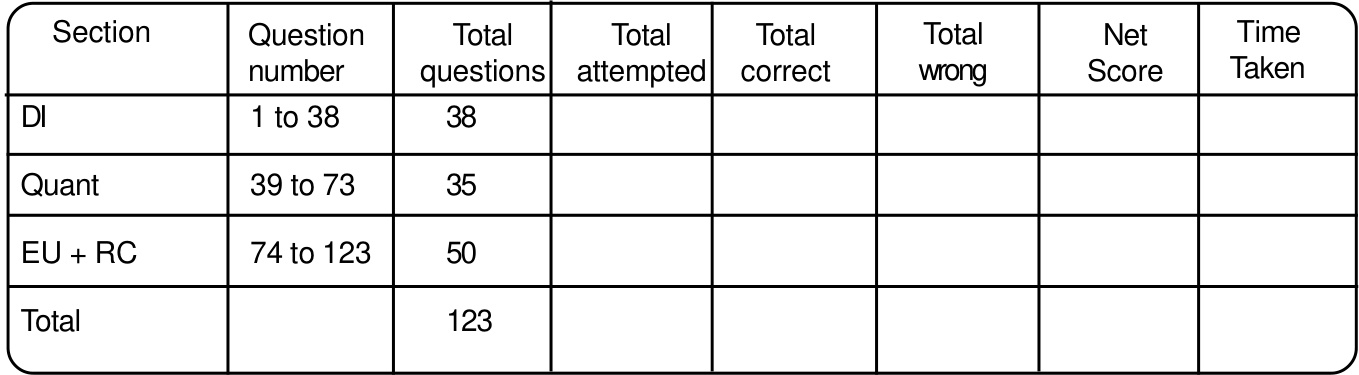 Section Question number Total questions Total attempted Total correct Total wrong Net Score Time Taken
DI 1 to 38 38
Quant 39 to 73 35
EU + RC 74 to 123 50
Total 123